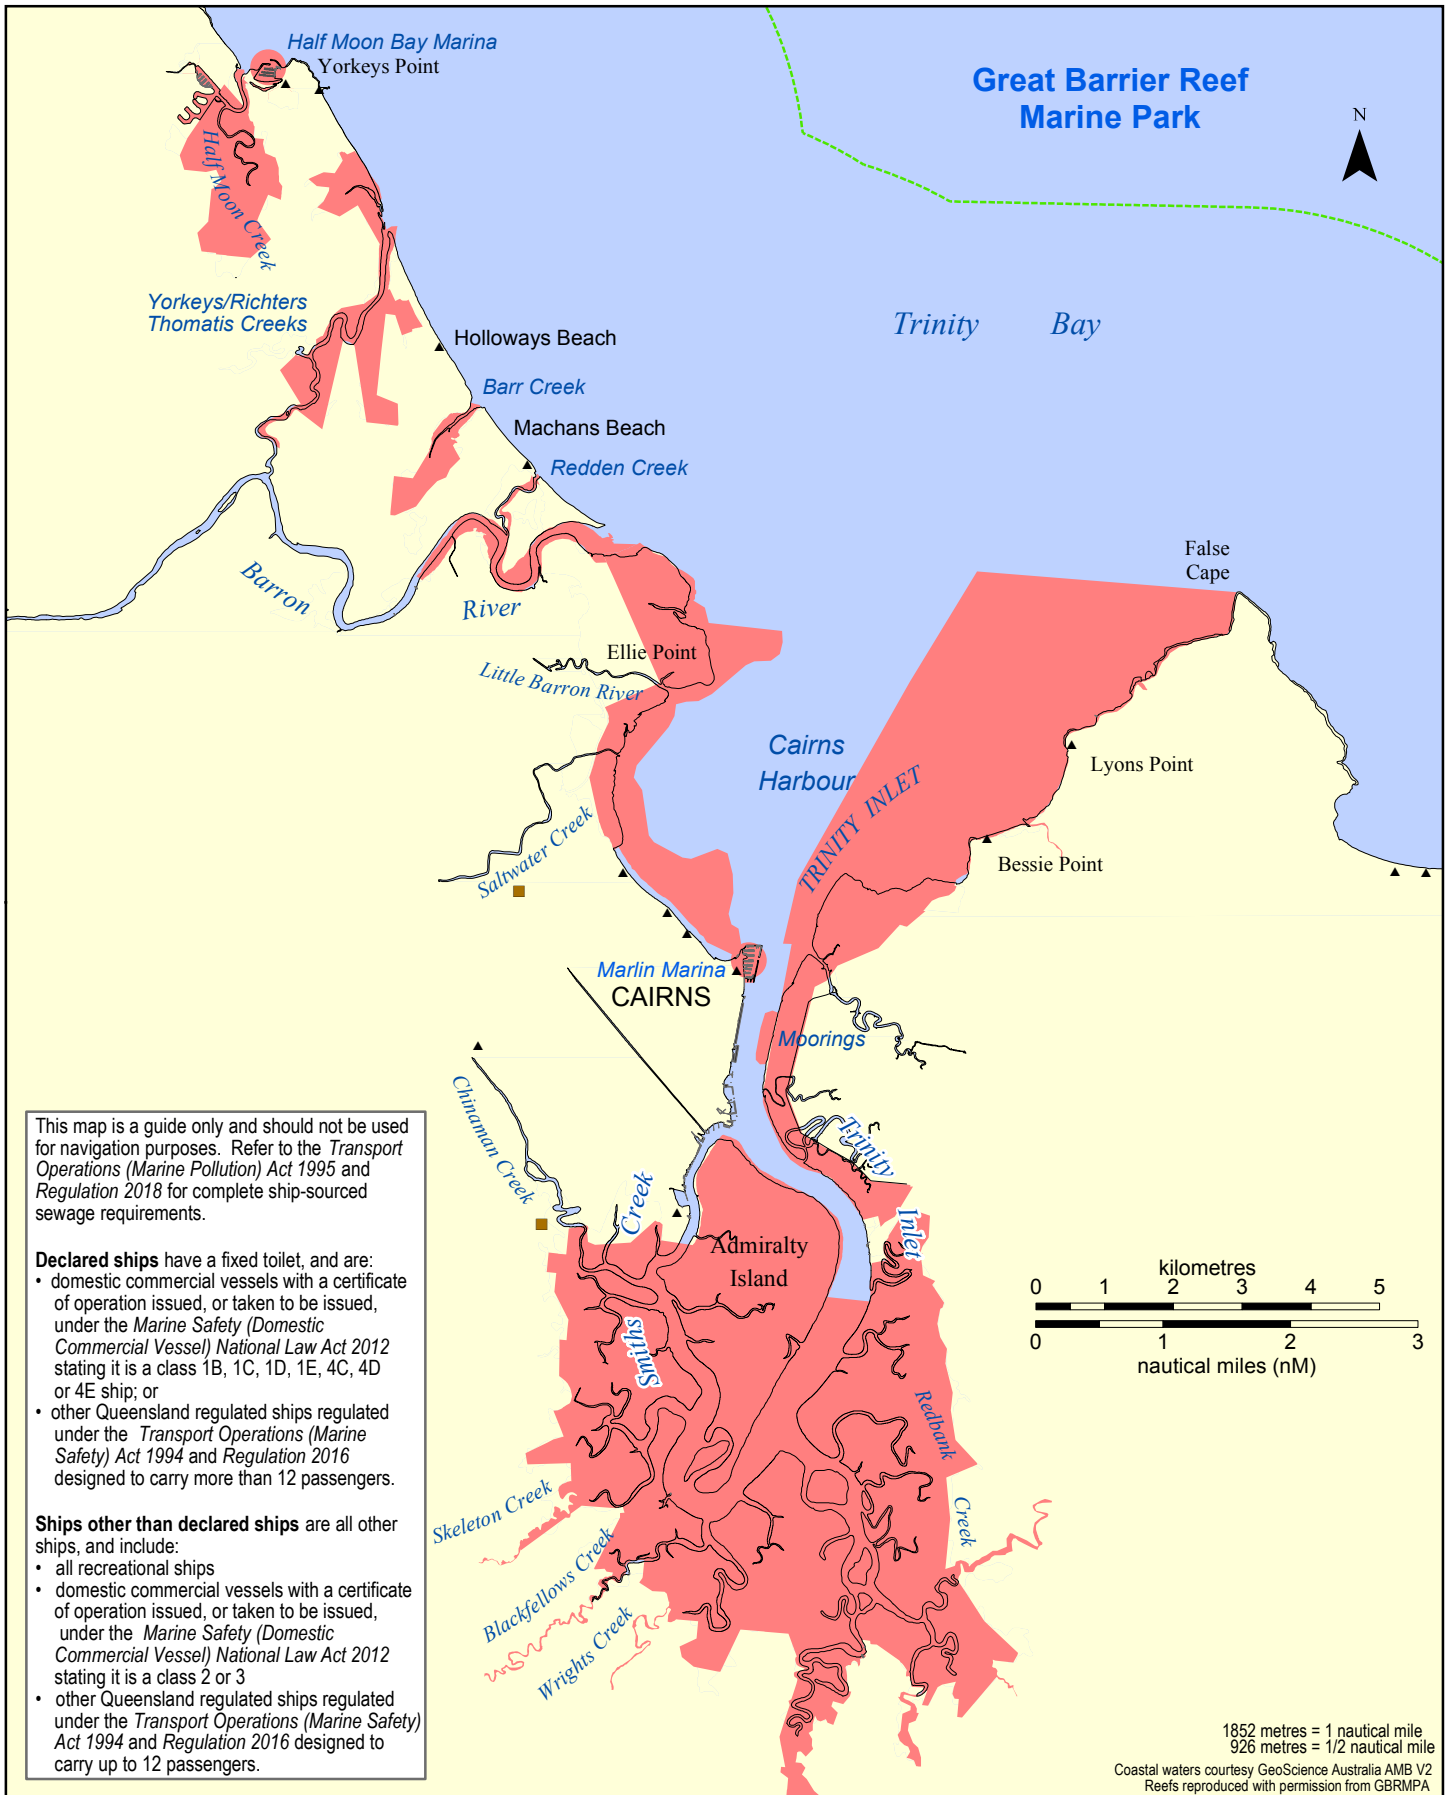 Half Moon Bay Marina
Yorkeys Point
Great Barrier Reef
Marine Park
N
Half Moon Creek
Yorkeys/Richters
Thomatis Creeks
Trinity Bay
Holloways Beach
Barr Creek
Machans Beach
Redden Creek
False
Cape
Barron
River
Ellie Point
Little Barron River
Cairns
Harbour
TRINITY INLET
Lyons Point
Saltwater Creek
Bessie Point
Marlin Marina
CAIRNS
Moorings
Chinaman Creek
Trinity
Inlet
Creek
Smiths
Admiralty
Island
Redbank
Creek
Skeleton Creek
Blackfellows Creek
Wrights Creek
This map is a guide only and should not be used
for navigation purposes. Refer to the Transport
Operations (Marine Pollution) Act 1995 and
Regulation 2018 for complete ship-sourced
sewage requirements.
Declared ships have a fixed toilet, and are:
• domestic commercial vessels with a certificate
of operation issued, or taken to be issued,
under the Marine Safety (Domestic
Commercial Vessel) National Law Act 2012
stating it is a class 1B, 1C, 1D, 1E, 4C, 4D
or 4E ship; or
• other Queensland regulated ships regulated
under the Transport Operations (Marine
Safety) Act 1994 and Regulation 2016
designed to carry more than 12 passengers.
Ships other than declared ships are all other
ships, and include:
• all recreational ships
• domestic commercial vessels with a certificate
of operation issued, or taken to be issued,
under the Marine Safety (Domestic
Commercial Vessel) National Law Act 2012
stating it is a class 2 or 3
• other Queensland regulated ships regulated
under the Transport Operations (Marine Safety)
Act 1994 and Regulation 2016 designed to
carry up to 12 passengers.
kilometres
0 1 2 3 4 5
0 1 2 3
nautical miles (nM)
1852 metres = 1 nautical mile
926 metres = 1/2 nautical mile
Coastal waters courtesy GeoScience Australia AMB V2
Reefs reproduced with permission from GBRMPA